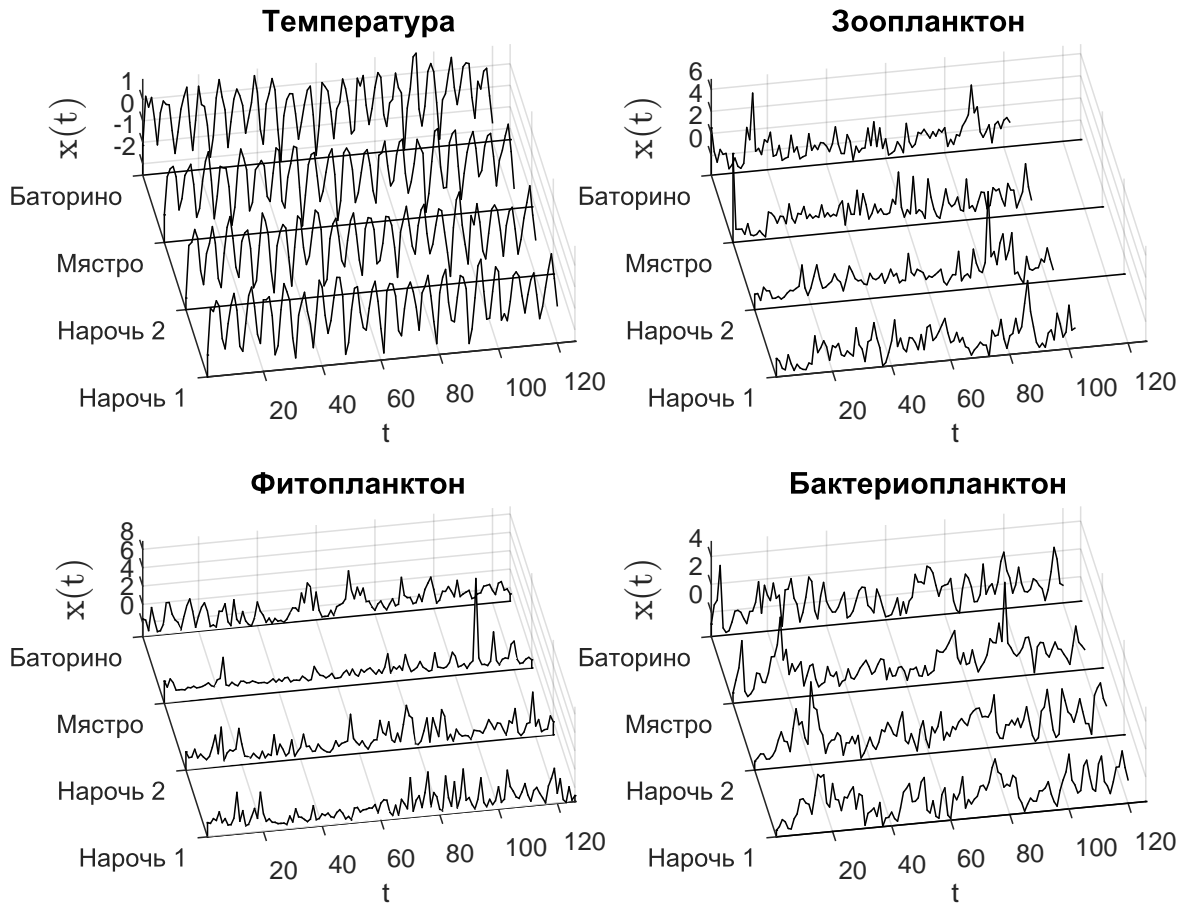 Температура
1
0
-1
-2
x(t)
Баторино
Мястро
Нарочь 2
Нарочь 1
20
40
60
80
100
120
t
Зоопланктон
6
4
2
0
x(t)
Баторино
Мястро
Нарочь 2
Нарочь 1
20
40
60
80
100
120
t
Фитопланктон
8
6
4
2
0
x(t)
Баторино
Мястро
Нарочь 2
Нарочь 1
20
40
60
80
100
120
t
Бактериопланктон
4
2
0
x(t)
Баторино
Мястро
Нарочь 2
Нарочь 1
20
40
60
80
100
120
t